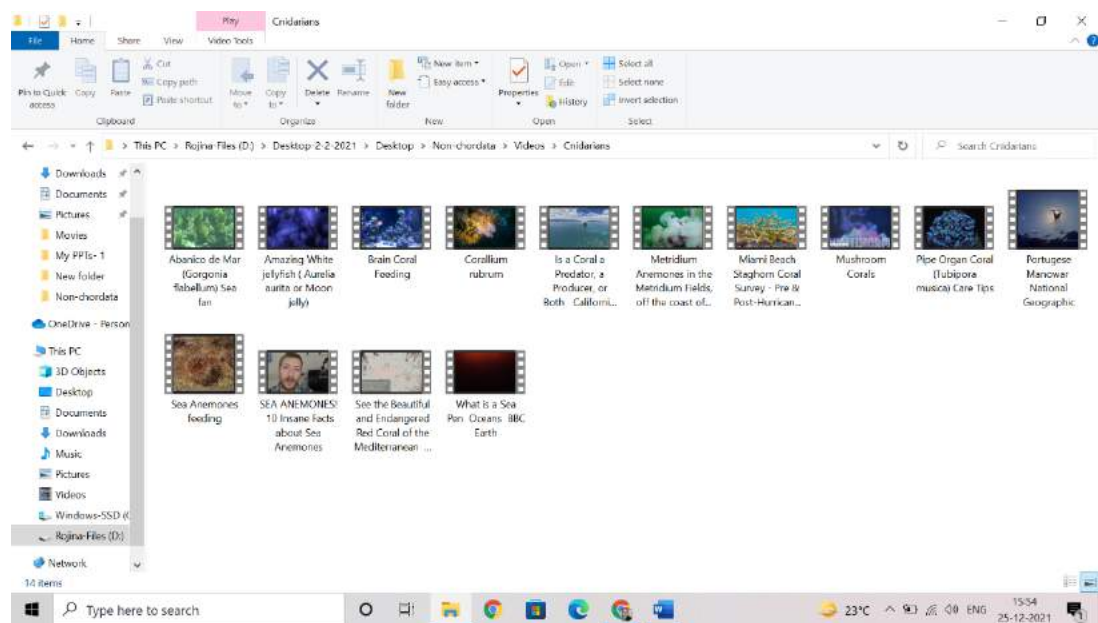 Play Cnidarians
File Home Share View Video Tools
Pin to Quick access
Copy
Paste
Cut
Copy path
Paste shortcut
Clipboard
Move to
Copy to
Delete
Rename
Organize
New folder
New item
Easy access
New
Properties
Open
Edit
History
Open
Select all
Select none
Invert selection
Select
This PC > Rojina-Files (D:) > Desktop-2-2-2021 > Desktop > Non-chordata > Videos > Cnidarians
Search Cnidarians
Downloads
Documents
Pictures
Movies
My PPTs- 1
New folder
Non-chordata
OneDrive - Person
This PC
3D Objects
Desktop
Documents
Downloads
Music
Pictures
Videos
Windows-SSD (C
Rojina-Files (D:)
Network
Abanico de Mar
(Gorgonia
flabellum) Sea
fan
Amazing White
jelyfish ( Aurelia
aurita or Moon
jelly)
Brain Coral
Feeding
Corallium
rubrum
Is a Coral a
Predator, a
Producer, or
Both Californi...
Metridium
Anemones in the
Metridium Fields,
off the coast of...
Miami Beach
Staghorn Coral
Survey - Pre &
Post-Hurrican...
Mushroom
Corals
Pipe Organ Coral
(Tubipora
musica) Care Tips
Portugese
Manowar
National
Geographic
Sea Anemones
feeding
SEA ANEMONES!
10 Insane Facts
about Sea
Anemones
See the Beautiful
and Endangered
Red Coral of the
Mediterranean ...
What is a Sea
Pen Oceans BBC
Earth
14 items
Type here to search
23°C
ENG
15:54
25-12-2021